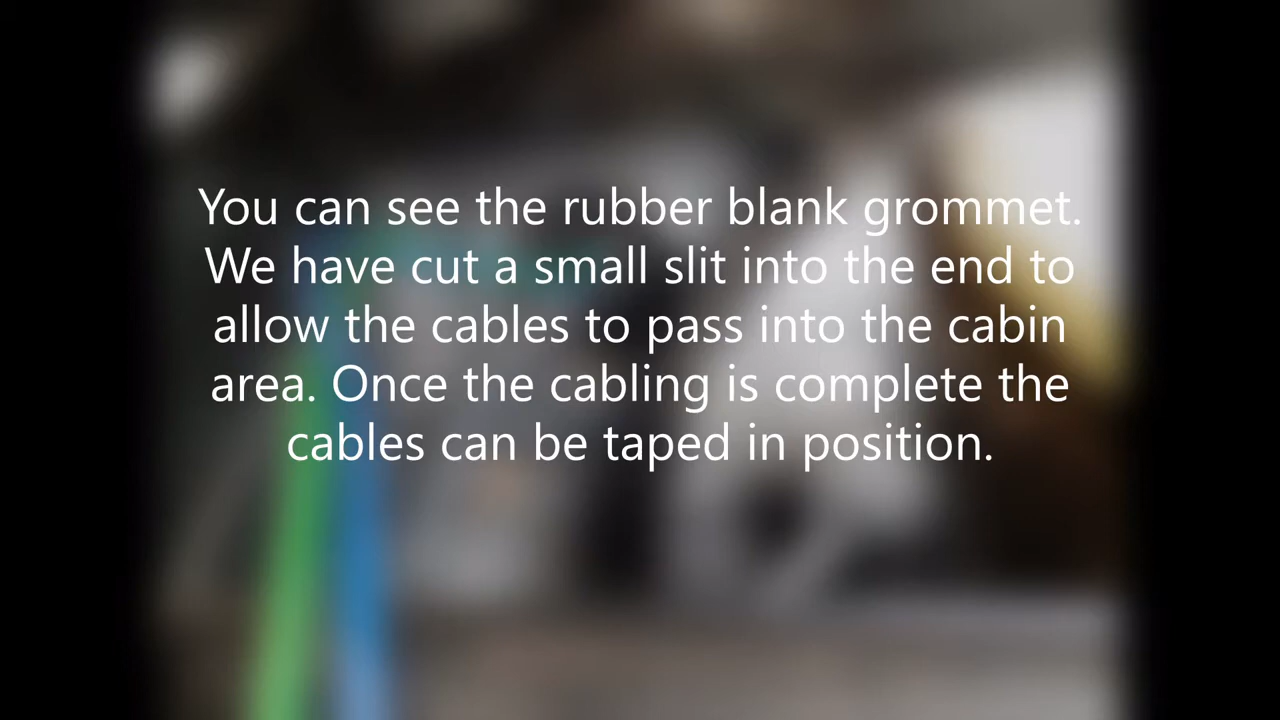 You can see the rubber blank grommet.
We have cut a small slit into the end to
allow the cables to pass into the cabin
area. Once the cabling is complete the
cables can be taped in position.